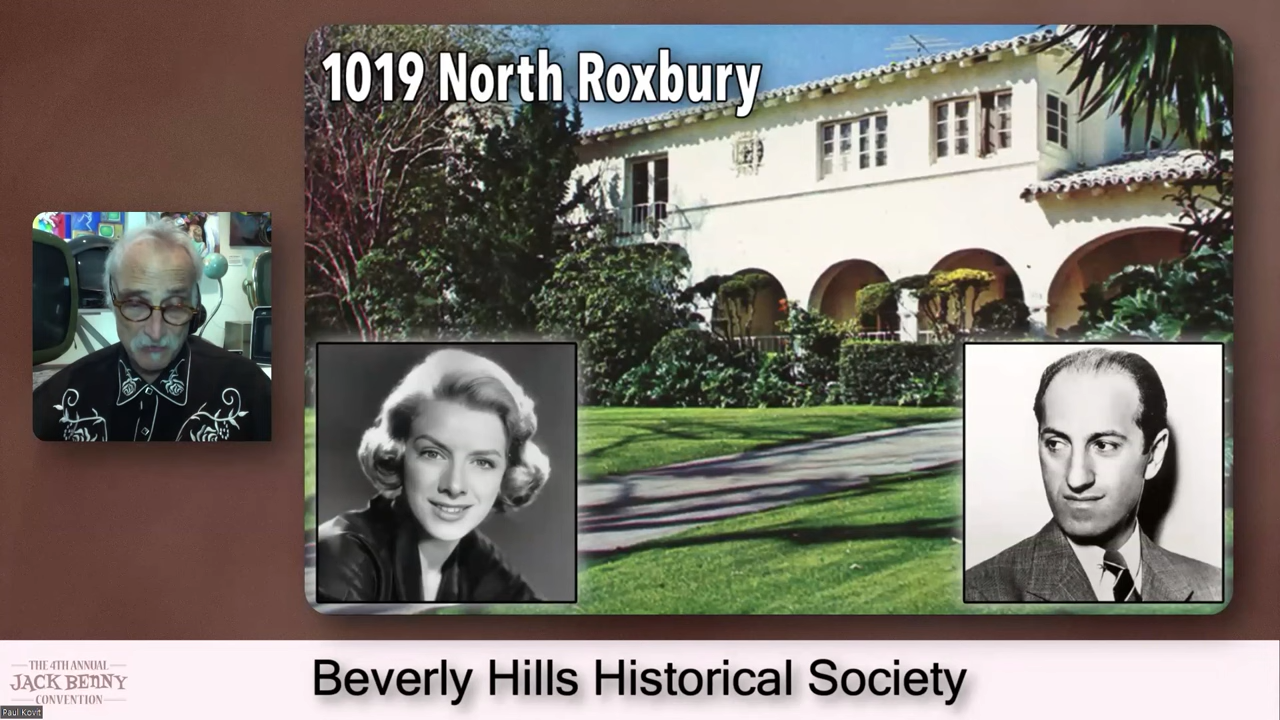 1019 North Roxbury
Beverly Hills Historical Society
THE 4TH ANNUAL
JACK BENNY
CONVENTION
Paul Kovit